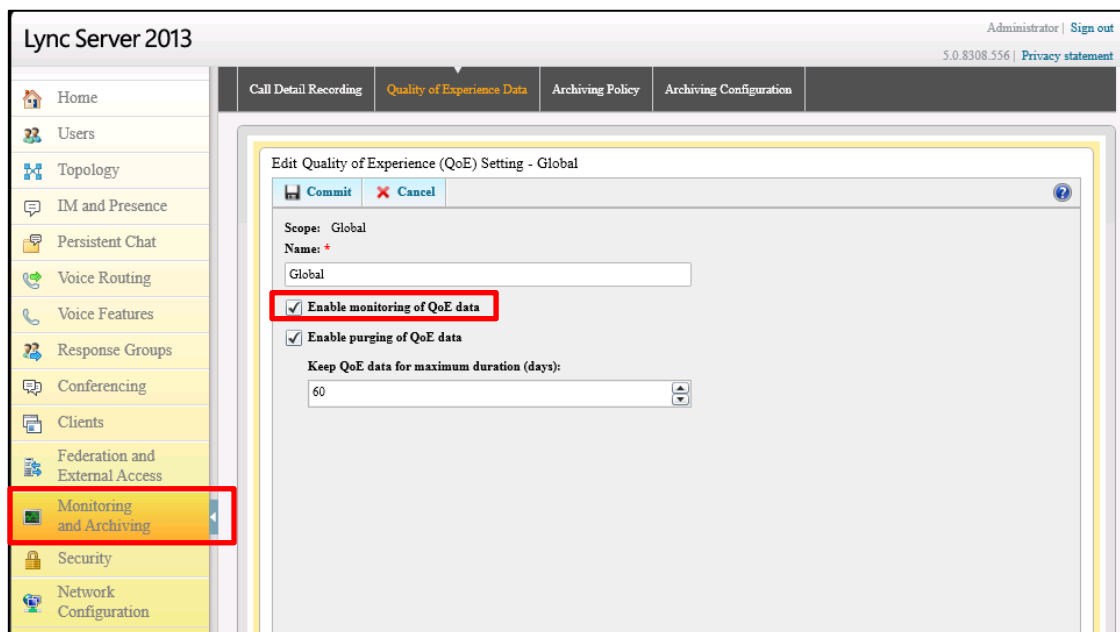 Lync Server 2013
Administrator | Sign out
5.0.8308.556 | Privacy statement
Home
Users
Topology
IM and Presence
Persistent Chat
Voice Routing
Voice Features
Response Groups
Conferencing
Clients
Federation and
External Access
Monitoring
and Archiving
Security
Network
Configuration
Call Detail Recording
Quality of Experience Data
Archiving Policy
Archiving Configuration
Edit Quality of Experience (QoE) Setting - Global
Commit
Cancel
Scope: Global
Name: *
Global
Enable monitoring of QoE data
Enable purging of QoE data
Keep QoE data for maximum duration (days):
60